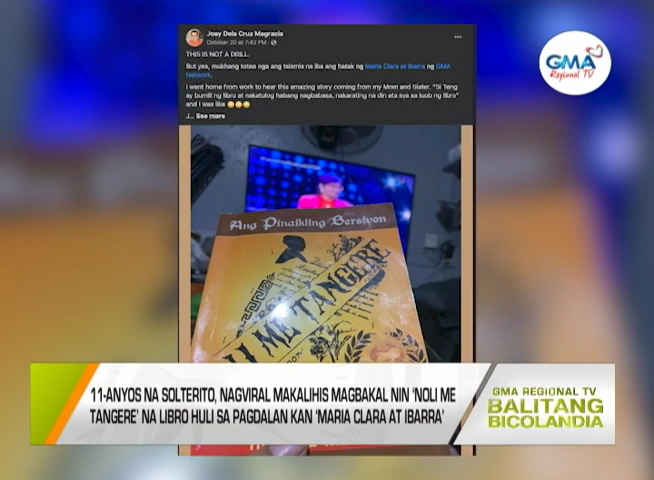 Joey Dela Cruz Magracia
October 20 at 7:42 PM
THIS IS NOT A DRILL.
But yes, mukhang totoo nga ang tsismis na iba ang hatak ng Maria Clara at Ibarra ng GMA
Network.
I went home from work to hear this amazing story coming from my Mom and Sister. "Si Teng
ay bumili ng libro at nakatulog habang nagbabasa, nakarating na din ata sya sa loob ng libro"
and I was like
J... See more
GMA
Regional TV
Ang Pinaikling Bersiyon
LI ME TANGERE
11-ANYOS NA SOLTERITO, NAGVIRAL MAKALIHIS MAGBAKAL NIN 'NOLI ME
TANGERE' NA LIBRO HULI SA PAGDALAN KAN 'MARIA CLARA AT IBARRA'
GMA REGIONAL TV
BALITANG
BICOLANDIA